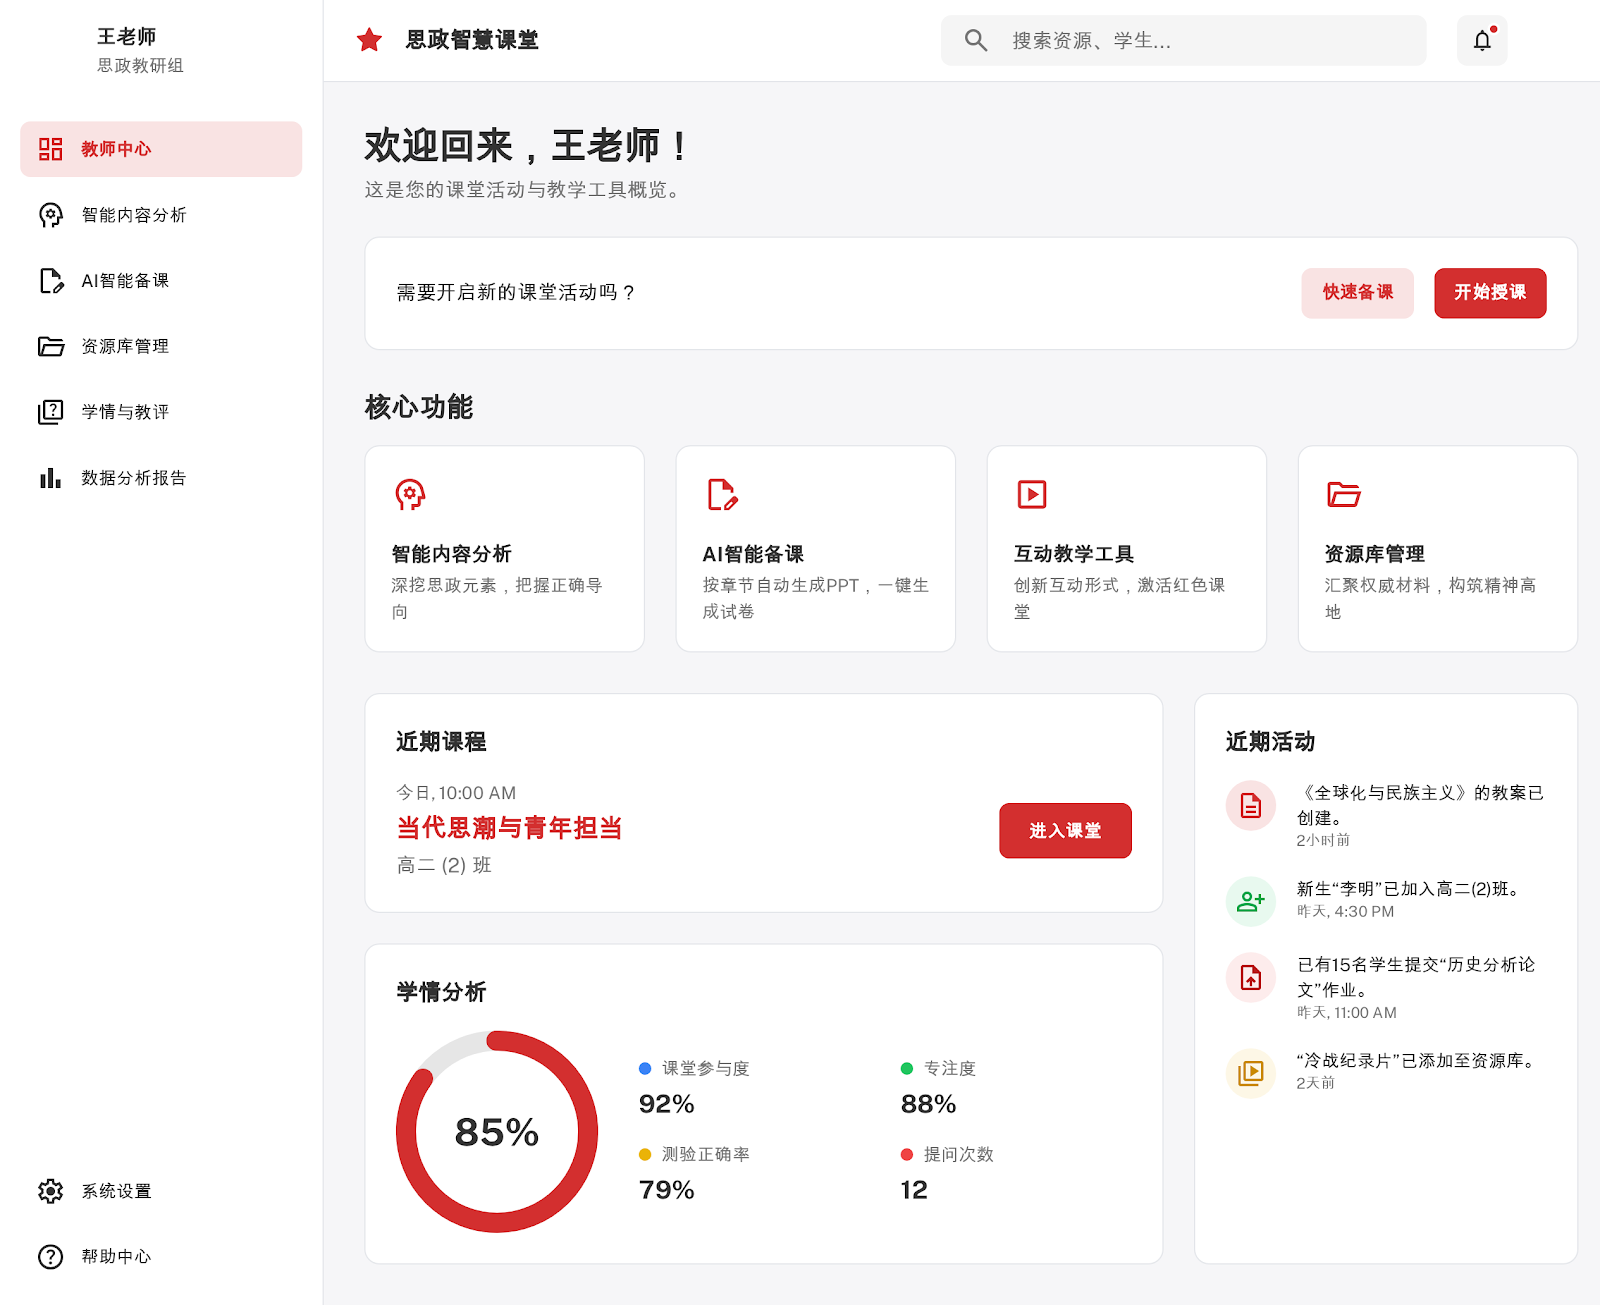 王老师
思政教研组
教师中心
智能内容分析
AI智能备课
资源库管理
学情与教评
数据分析报告
系统设置
帮助中心
思政智慧课堂
搜索资源、学生...
欢迎回来，王老师！
这是您的课堂活动与教学工具概览。
需要开启新的课堂活动吗？
快速备课
开始授课
核心功能
智能内容分析
深挖思政元素，把握正确导
向
AI智能备课
按章节自动生成PPT，一键生
成试卷
互动教学工具
创新互动形式，激活红色课
堂
资源库管理
汇聚权威材料，构筑精神高
地
近期课程
今日, 10:00 AM
当代思潮与青年担当
高二 (2) 班
进入课堂
学情分析
85%
课堂参与度
92%
专注度
88%
测验正确率
79%
提问次数
12
近期活动
《全球化与民族主义》的教案已
创建。
2小时前
新生“李明”已加入高二(2)班。
昨天, 4:30 PM
已有15名学生提交“历史分析论
文”作业。
昨天, 11:00 AM
“冷战纪录片”已添加至资源库。
2天前